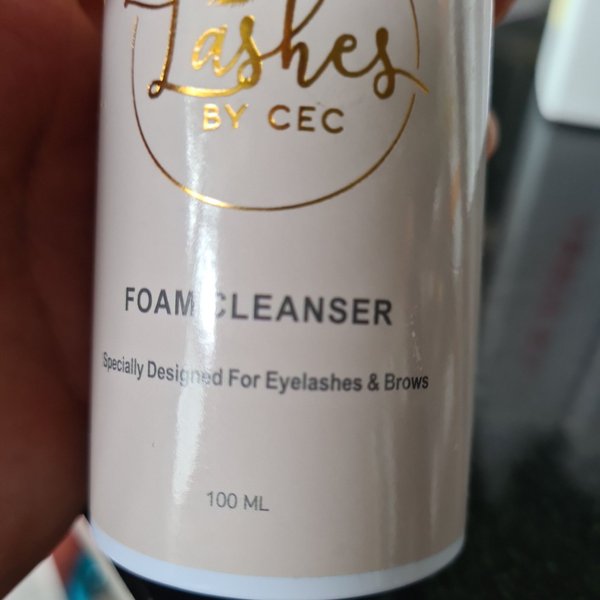 Lashes
BY CEC
FOAM CLEANSER
Specially Designed For Eyelashes & Brows
100 ML